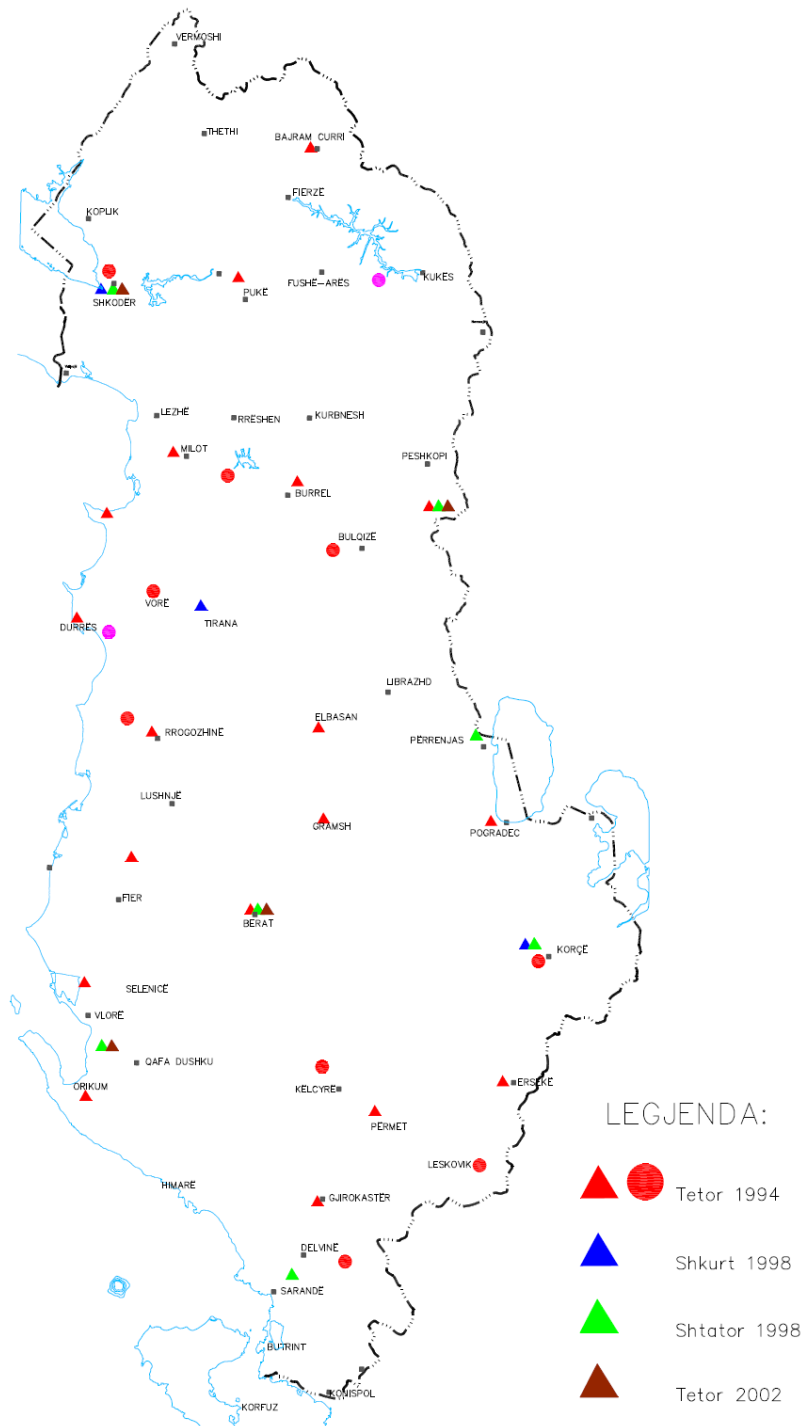 VERMOSHI
THETHI
BAJRAM CURRI
FIERZË
KOPLIK
KUKËS
FUSHË-ARËS
PUKË
SHKODËR
LEZHË
RRËSHEN
KURBNESH
MILOT
PESHKOPI
BURREL
BULQIZË
VORË
TIRANA
DURRËS
LIBRAZHD
ELBASAN
RROGOZHINË
PËRRENJAS
LUSHNJË
GRAMSH
POGRADEC
FIER
BERAT
KORÇË
SELENICË
VLORË
QAFA DUSHKU
ORIKUM
KËLCYRË
ERSEKË
PËRMET
LEGJENDA:
LESKOVIK
HIMARË
GJIROKASTËR
Tetor 1994
DELVINË
Shkurt 1998
SARANDË
Shtator 1998
BUTRINT
KONISPOL
Tetor 2002
KORFUZ